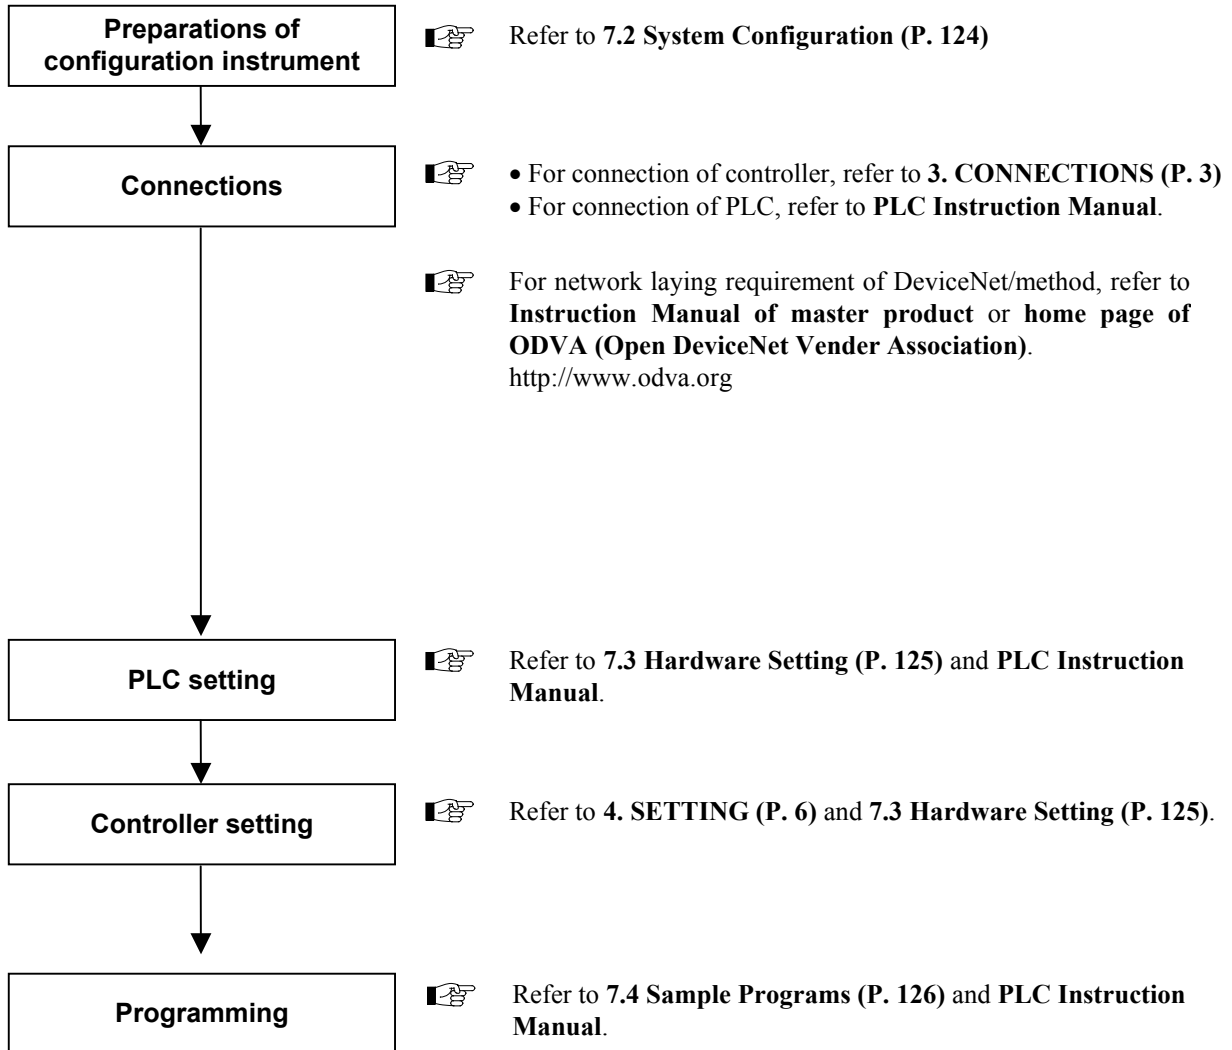 Preparations of
configuration instrument
Refer to 7.2 System Configuration (P. 124)
Connections
• For connection of controller, refer to 3. CONNECTIONS (P. 3)
• For connection of PLC, refer to PLC Instruction Manual.
For network laying requirement of DeviceNet/method, refer to
Instruction Manual of master product or home page of
ODVA (Open DeviceNet Vender Association).
http://www.odva.org
PLC setting
Refer to 7.3 Hardware Setting (P. 125) and PLC Instruction
Manual.
Controller setting
Refer to 4. SETTING (P. 6) and 7.3 Hardware Setting (P. 125).
Programming
Refer to 7.4 Sample Programs (P. 126) and PLC Instruction
Manual.